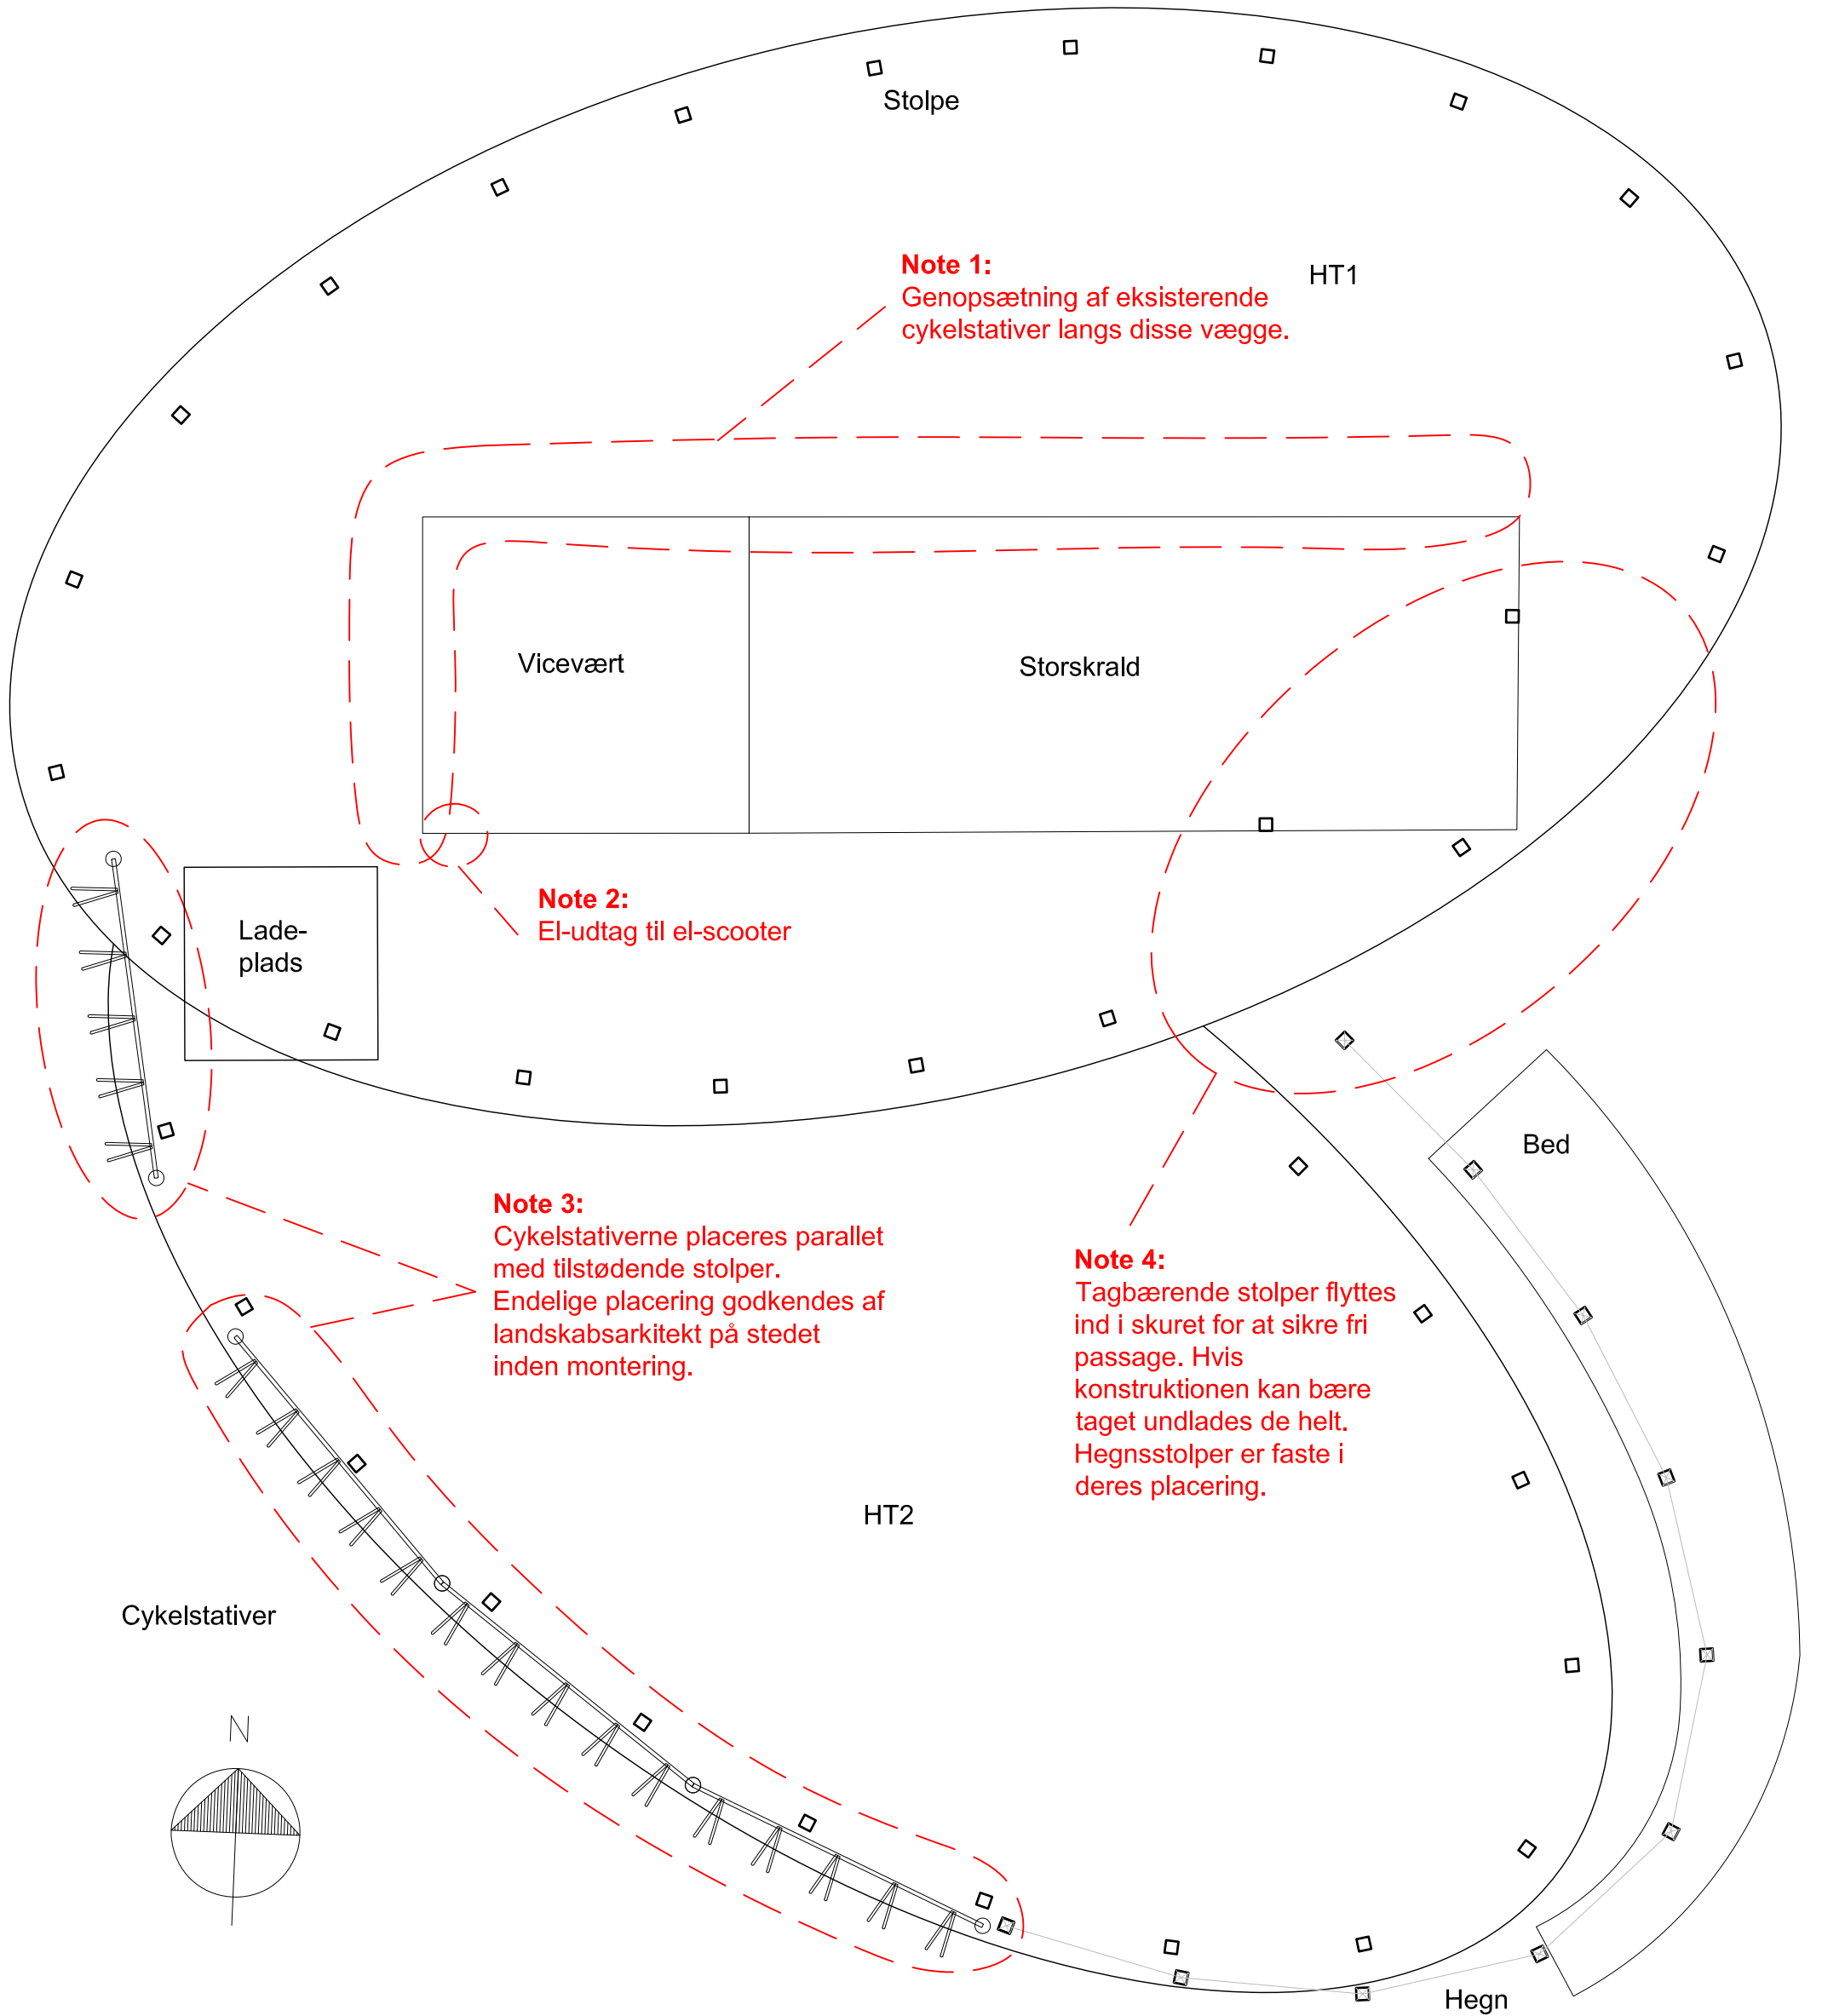 Stolpe
Note 1:
Genopsætning af eksisterende
cykelstativer langs disse vægge.
HT1
Vicevært
Storskrald
Note 2:
El-udtag til el-scooter
Lade-
plads
Bed
Note 3:
Cykelstativerne placeres parallet
med tilstødende stolper.
Endelige placering godkendes af
landskabsarkitekt på stedet
inden montering.
Note 4:
Tagbærende stolper flyttes
ind i skuret for at sikre fri
passage. Hvis
konstruktionen kan bære
taget undlades de helt.
Hegnsstolper er faste i
deres placering.
HT2
Cykelstativer
N
Hegn